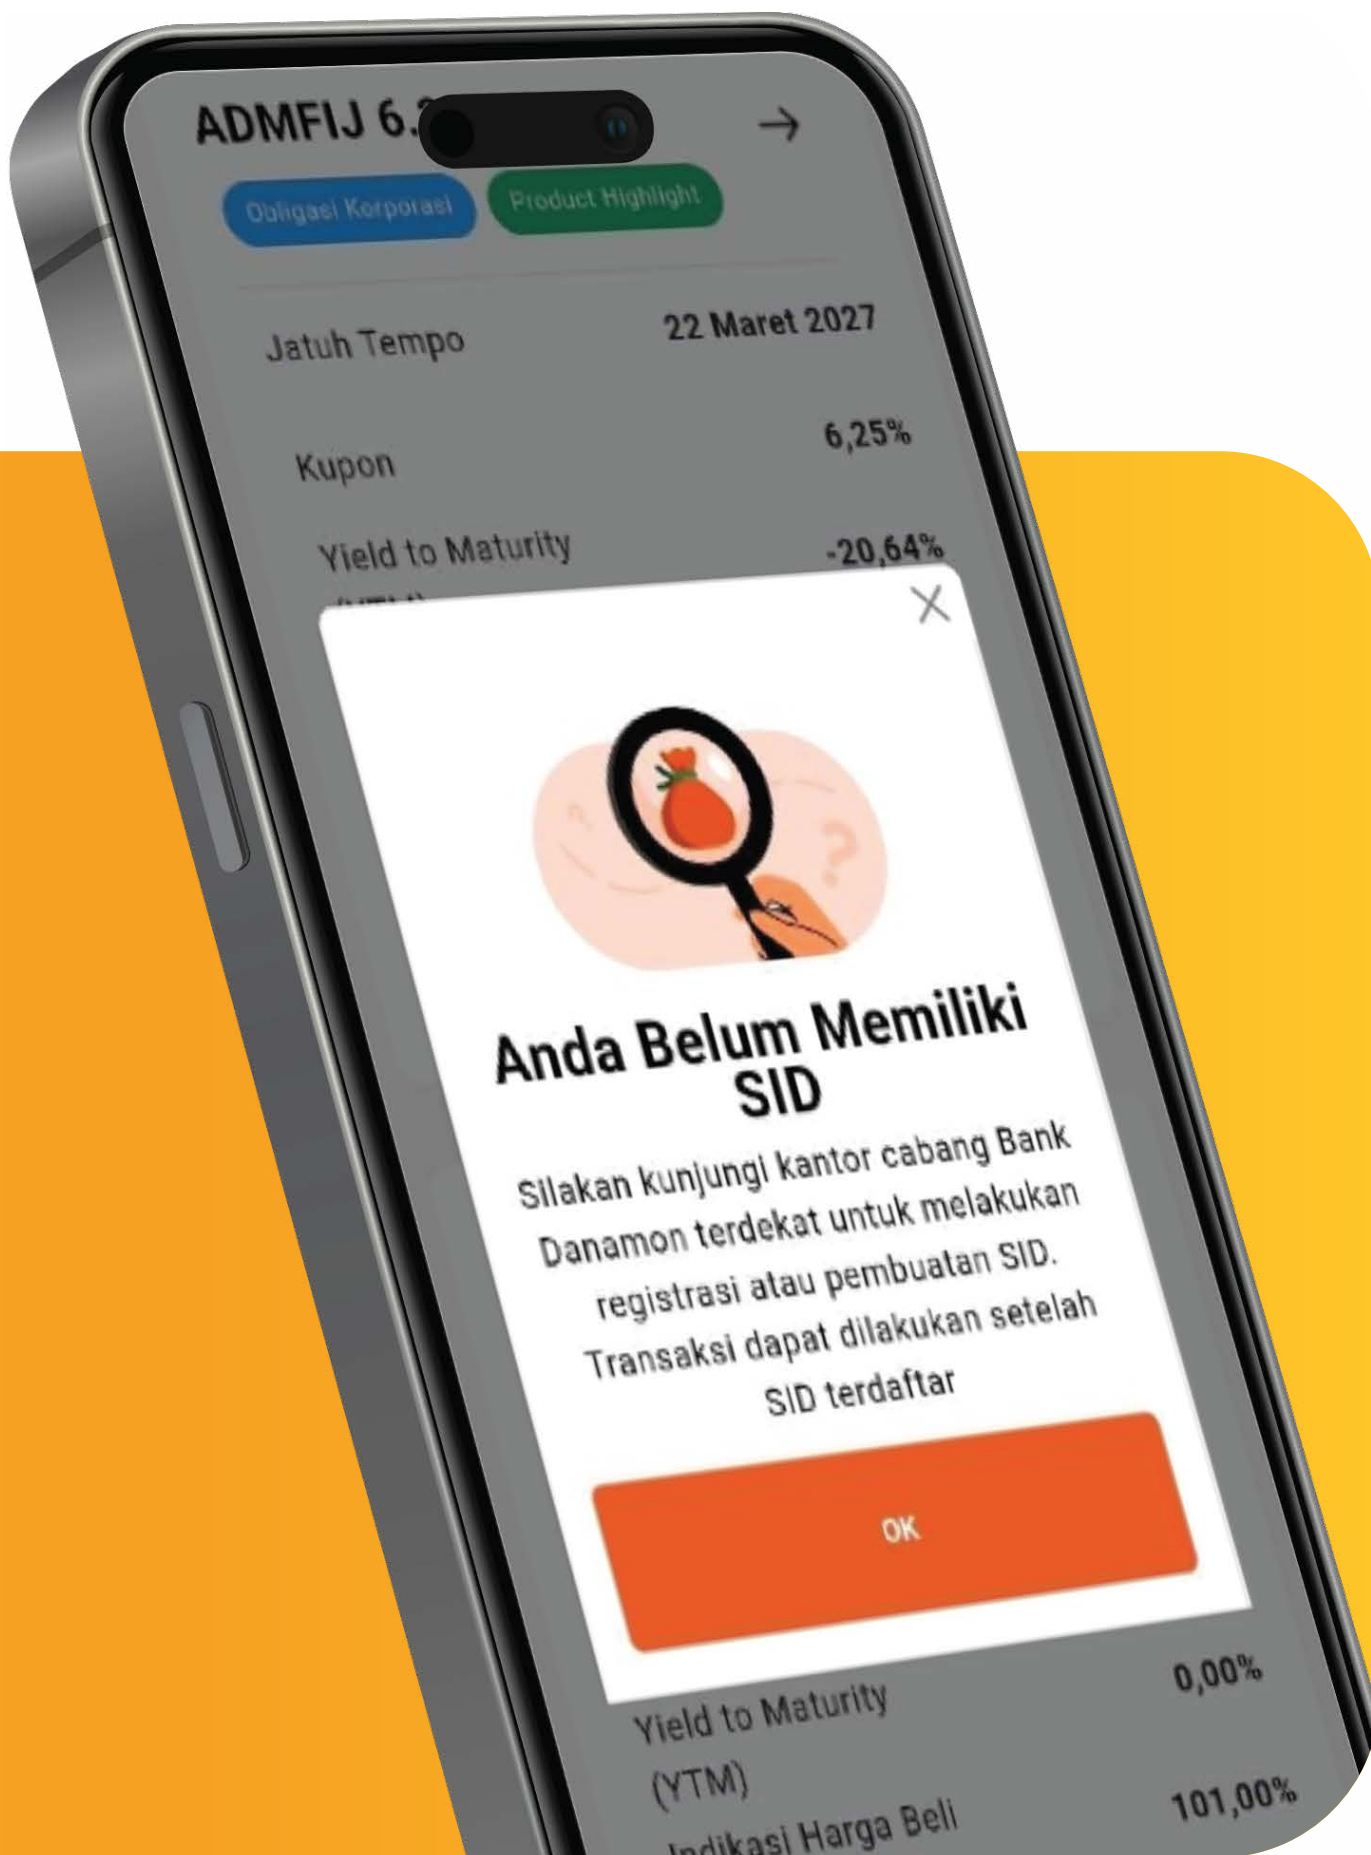 ADMFIJ 6.
Obligasi Korporasi
Product Highlight
Jatuh Tempo
22 Maret 2027
Kupon
6,25%
Yield to Maturity
-20,64%
Anda Belum Memiliki
SID
Silakan kunjungi kantor cabang Bank
Danamon terdekat untuk melakukan
registrasi atau pembuatan SID.
Transaksi dapat dilakukan setelah
SID terdaftar
OK
Yield to Maturity
(YTM)
0,00%
Indikasi Harga Beli
101,00%